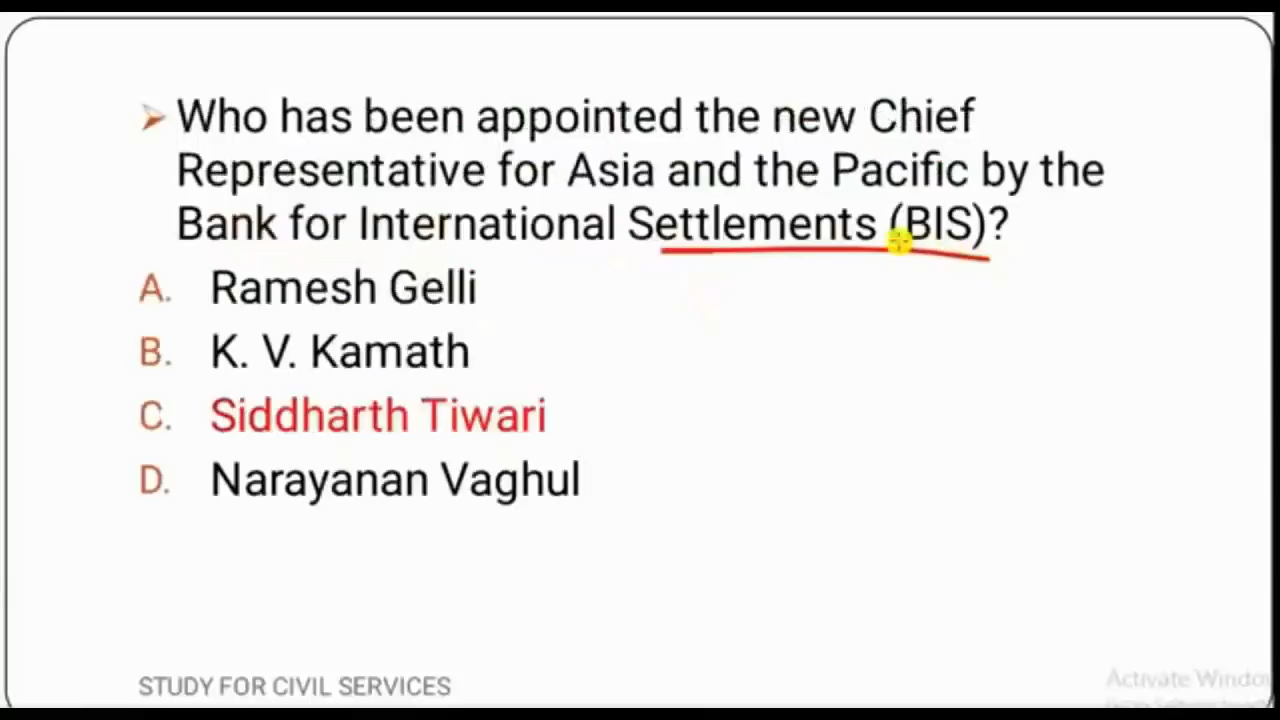 Who has been appointed the new Chief
Representative for Asia and the Pacific by the
Bank for International Settlements (BIS)?
A. Ramesh Gelli
B. K. V. Kamath
C. Siddharth Tiwari
D. Narayanan Vaghul
STUDY FOR CIVIL SERVICES
Activate Windo